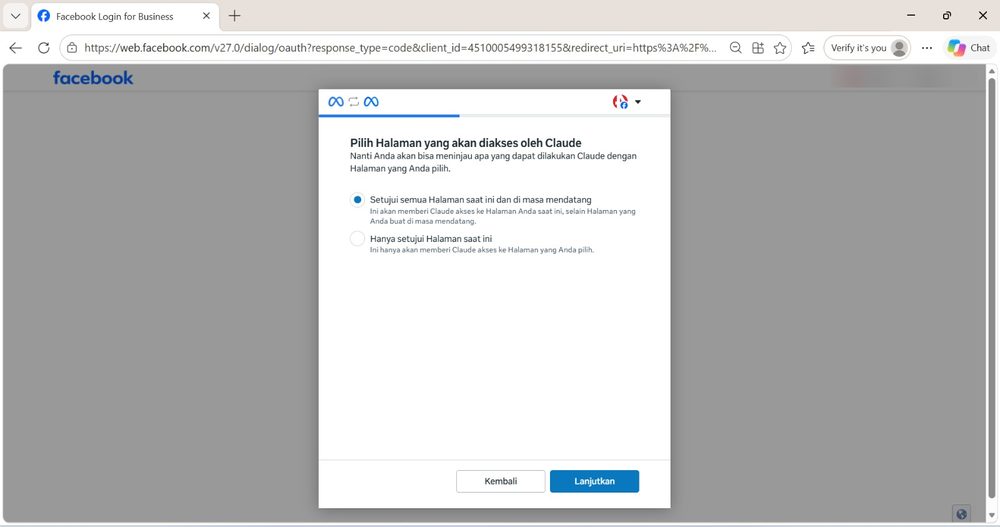 Facebook Login for Business
https://web.facebook.com/v27.0/dialog/oauth?response_type=code&client_id=4510005499318155&redirect_uri=https%3A%2F%...
Verify it's you
Chat
facebook
Pilih Halaman yang akan diakses oleh Claude
Nanti Anda akan bisa meninjau apa yang dapat dilakukan Claude dengan
Halaman yang Anda pilih.
Setujui semua Halaman saat ini dan di masa mendatang
Ini akan memberi Claude akses ke Halaman Anda saat ini, selain Halaman yang
Anda buat di masa mendatang.
Hanya setujui Halaman saat ini
Ini hanya akan memberi Claude akses ke Halaman yang Anda pilih.
Kembali
Lanjutkan